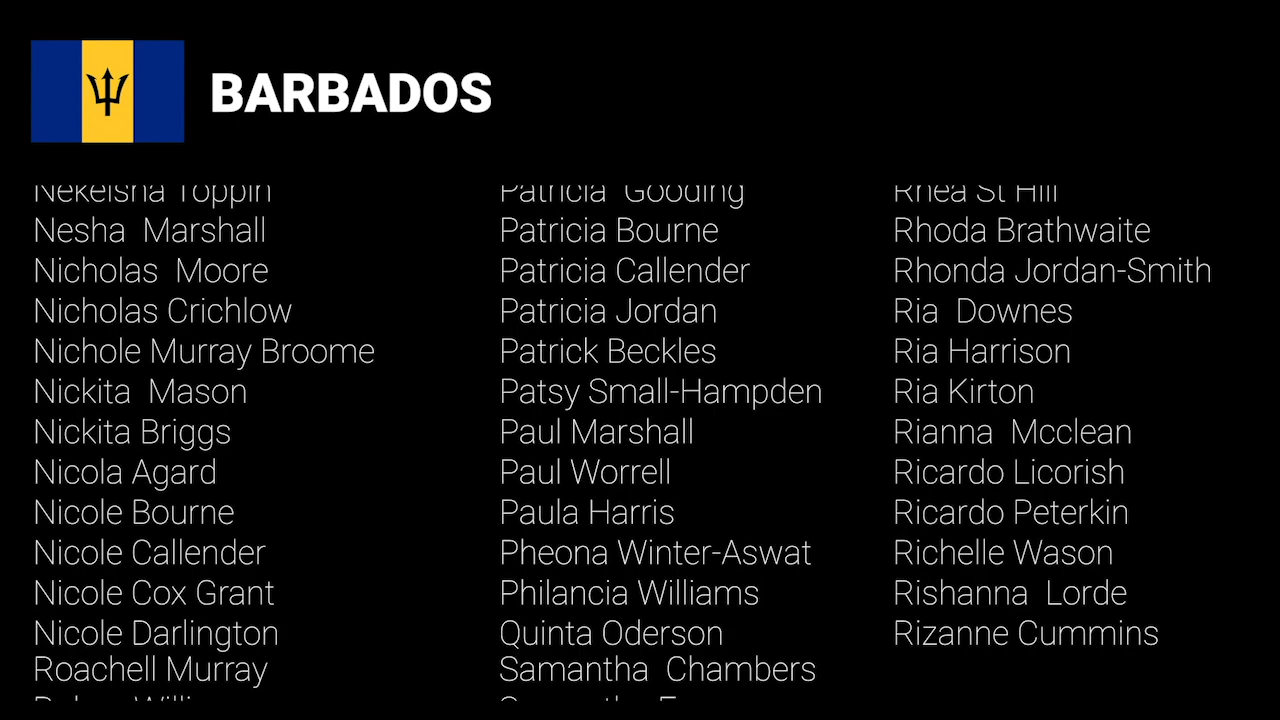 BARBADOS
Nekeisha Toppin
Nesha  Marshall
Nicholas  Moore
Nicholas Crichlow
Nichole Murray Broome
Nickita  Mason
Nickita Briggs
Nicola Agard
Nicole Bourne
Nicole Callender
Nicole Cox Grant
Nicole Darlington
Roachell Murray
Patricia  Gooding
Patricia Bourne
Patricia Callender
Patricia Jordan
Patrick Beckles
Patsy Small-Hampden
Paul Marshall
Paul Worrell
Paula Harris
Pheona Winter-Aswat
Philancia Williams
Quinta Oderson
Samantha  Chambers
Rhea St Hill
Rhoda Brathwaite
Rhonda Jordan-Smith
Ria  Downes
Ria Harrison
Ria Kirton
Rianna  Mcclean
Ricardo Licorish
Ricardo Peterkin
Richelle Wason
Rishanna  Lorde
Rizanne Cummins